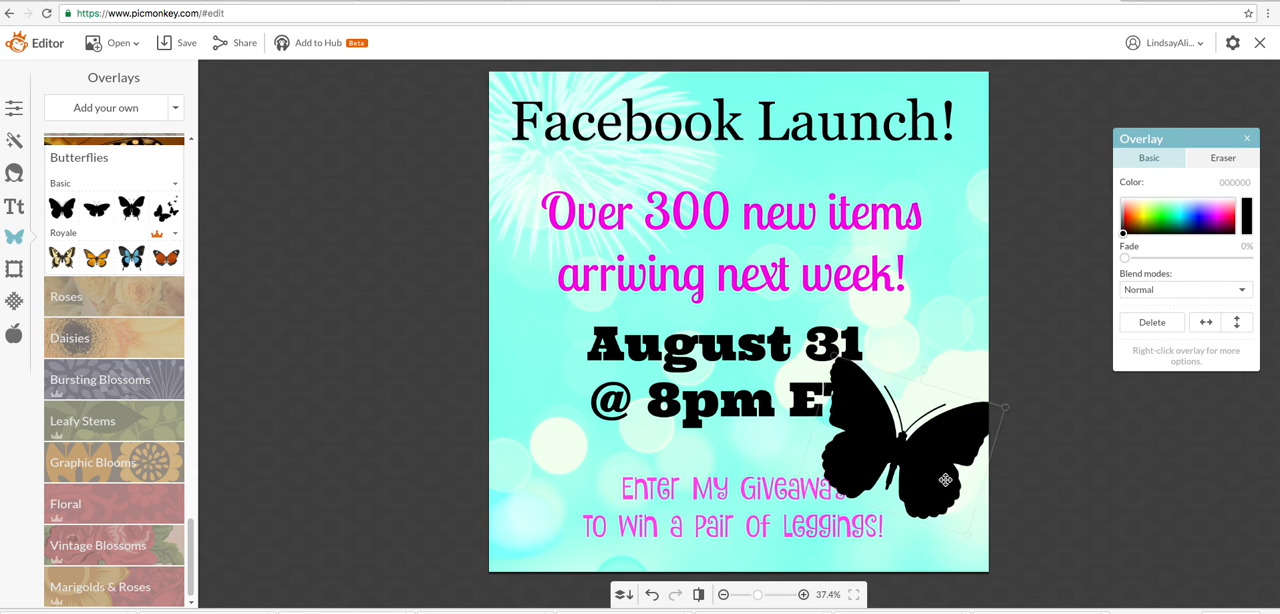 https://www.picmonkey.com/#edit
Editor
Open
Save
Share
Add to Hub Beta
LindsayAli...
Overlays
Add your own
Butterflies
Basic
Royale
Roses
Daisies
Bursting Blossoms
Leafy Stems
Graphic Blooms
Floral
Vintage Blossoms
Marigolds & Roses
Tt
Facebook Launch!
Over 300 new items
arriving next week!
August 31
@ 8pm ET
Enter My Giveaway
to Win a Pair of Leggings!
Overlay
Basic
Eraser
Color: 000000
Fade 0%
Blend modes:
Normal
Delete
Right-click overlay for more
options.
37.4%